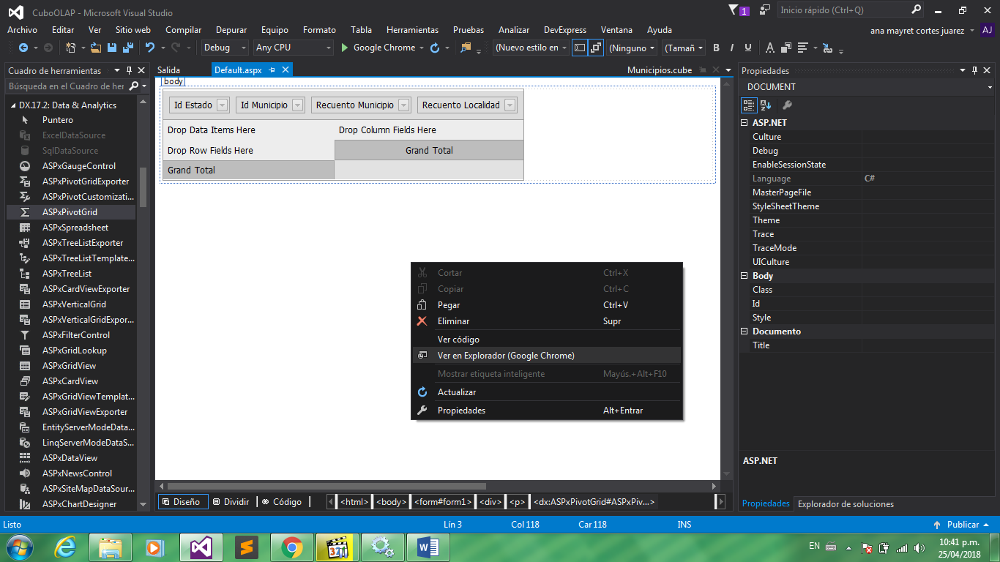 CuboOLAP - Microsoft Visual Studio
1
Inicio rápido (Ctrl+Q)
Archivo Editar Ver Sitio web Compilar Depurar Equipo Formato Tabla Herramientas Pruebas Analizar DevExpress Ventana Ayuda
ana mayret cortes juarez AJ
Debug Any CPU Google Chrome (Nuevo estilo en (Ninguno (Tamañ B I U A
Cuadro de herramientas
Búsqueda en el Cuadro de her
DX.17.2: Data & Analytics
Puntero
ExcelDataSource
SqlDataSource
ASPxGaugeControl
ASPxPivotGridExporter
ASPxPivotCustomizati...
ASPxPivotGrid
ASPxSpreadsheet
ASPxTreeListExporter
ASPxTreeListTemplate...
ASPxTreeList
ASPxCardViewExporter
ASPxVerticalGrid
ASPxVerticalGridExpor...
ASPxFilterControl
ASPxGridLookup
ASPxGridView
ASPxCardView
ASPxGridViewTemplat...
ASPxGridViewExporter
EntityServerModeData...
LinqServerModeDataS...
ASPxDataView
ASPxNewsControl
ASPxSiteMapDataSour...
ASPxChartDesigner
Salida Default.aspx Municipios.cube
body
Id Estado Id Municipio Recuento Municipio Recuento Localidad
Drop Data Items Here Drop Column Fields Here
Drop Row Fields Here Grand Total
Grand Total
Cortar Ctrl+X
Copiar Ctrl+C
Pegar Ctrl+V
Eliminar Supr
Ver código
Ver en Explorador (Google Chrome)
Mostrar etiqueta inteligente Mayús.+Alt+F10
Actualizar
Propiedades Alt+Entrar
Diseño Dividir Código <html> <body> <form#form1> <div> <p> <dx:ASPxPivotGrid#ASPxPiv...>
Propiedades
DOCUMENT
ASP.NET
Culture
Debug
EnableSessionState
Language C#
MasterPageFile
StyleSheetTheme
Theme
Trace
TraceMode
UICulture
Body
Class
Id
Style
Documento
Title
ASP.NET
Propiedades Explorador de soluciones
Listo Lín 3 Col 118 Car 118 INS Publicar
EN
10:41 p.m.
25/04/2018